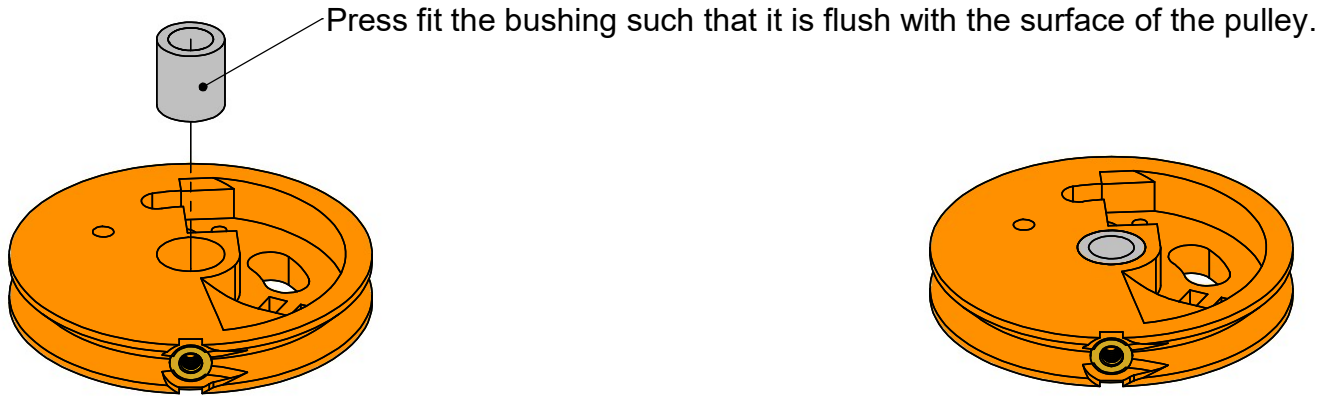 Press fit the bushing such that it is flush with the surface of the pulley.